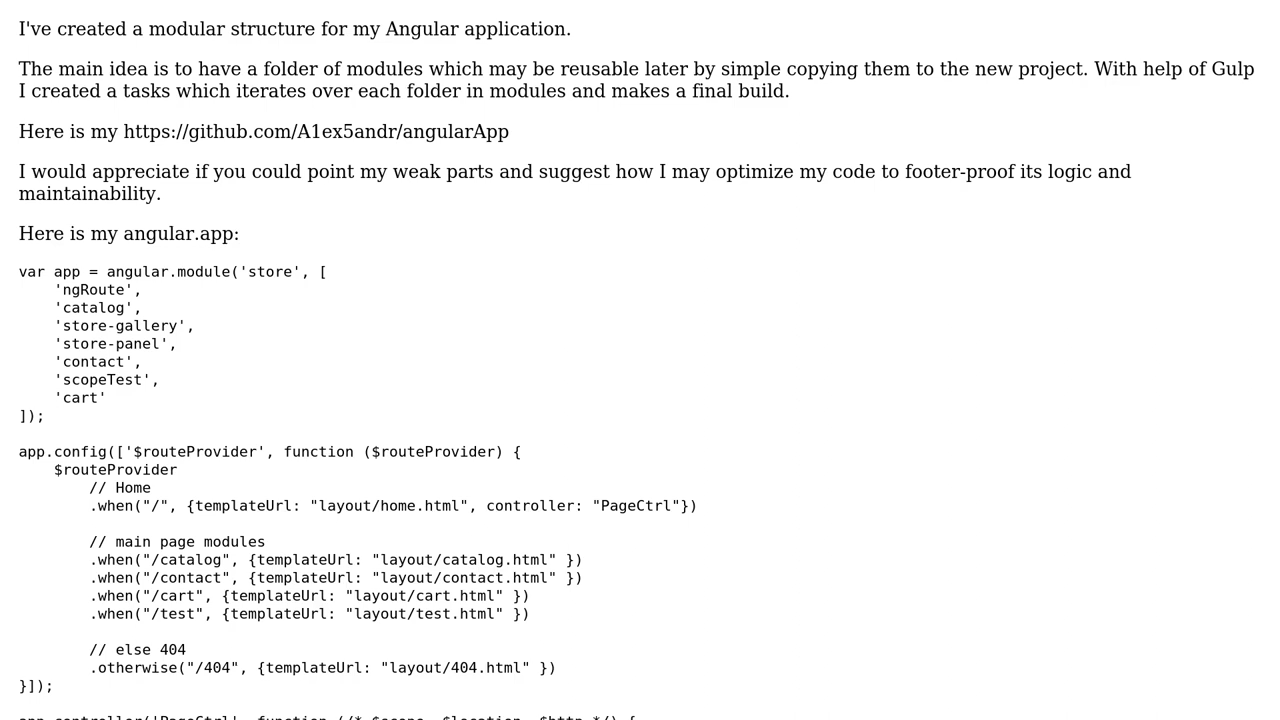 I've created a modular structure for my Angular application.
The main idea is to have a folder of modules which may be reusable later by simple copying them to the new project. With help of Gulp
I created a tasks which iterates over each folder in modules and makes a final build.
Here is my https://github.com/A1ex5andr/angularApp
I would appreciate if you could point my weak parts and suggest how I may optimize my code to footer-proof its logic and
maintainability.
Here is my angular.app:
var app = angular.module('store', [
    'ngRoute',
    'catalog',
    'store-gallery',
    'store-panel',
    'contact',
    'scopeTest',
    'cart'
]);
app.config(['$routeProvider', function ($routeProvider) {
    $routeProvider
        // Home
        .when("/", {templateUrl: "layout/home.html", controller: "PageCtrl"})
        // main page modules
        .when("/catalog", {templateUrl: "layout/catalog.html" })
        .when("/contact", {templateUrl: "layout/contact.html" })
        .when("/cart", {templateUrl: "layout/cart.html" })
        .when("/test", {templateUrl: "layout/test.html" })
        // else 404
        .otherwise("/404", {templateUrl: "layout/404.html" })
}]);
app.controller('PageCtrl', function (/* $scope, $location, $http */) {